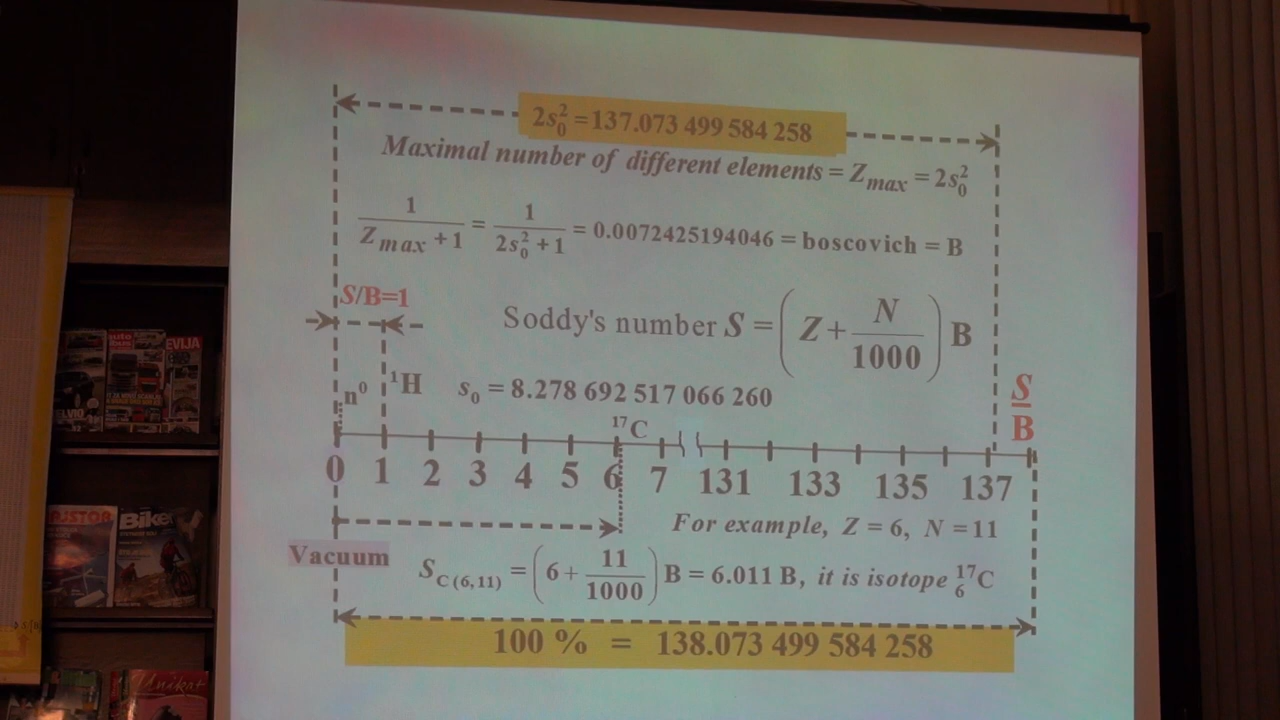 2s₀²=137.073 499 584 258
Maximal number of different elements = Z_max = 2s₀²
1/(Z_max +1) = 1/(2s₀² +1) = 0.0072425194046 = boscovich = B
S/B=1
Soddy's number S = (Z+ N/1000) B
n⁰ ¹H s₀ = 8.278 692 517 066 260
S/B
¹⁷C
0 1 2 3 4 5 6 7 131 133 135 137
For example, Z = 6, N =11
Vacuum
S_C(6,11) = (6+ 11/1000) B = 6.011 B, it is isotope ¹⁷₆C
100 % = 138.073 499 584 258
EVIJA
Bike
Unikat